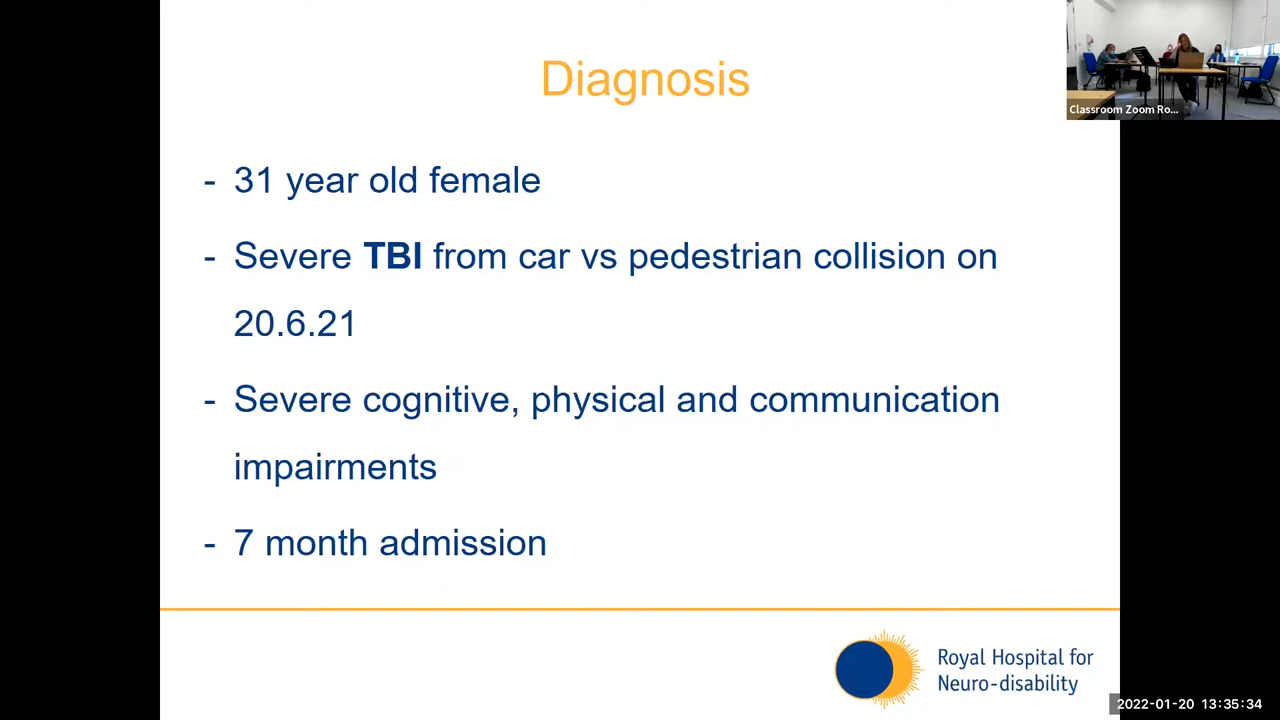 Diagnosis
Classroom Zoom Ro...
- 31 year old female
- Severe TBI from car vs pedestrian collision on
20.6.21
- Severe cognitive, physical and communication
impairments
- 7 month admission
Royal Hospital for
Neuro-disability
2022-01-20 13:35:34